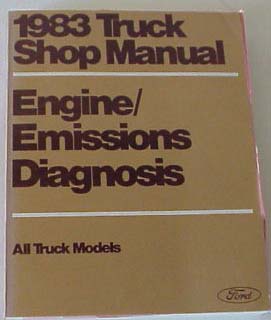 1983 Truck
Shop Manual
Engine/
Emissions
Diagnosis
All Truck Models
Ford